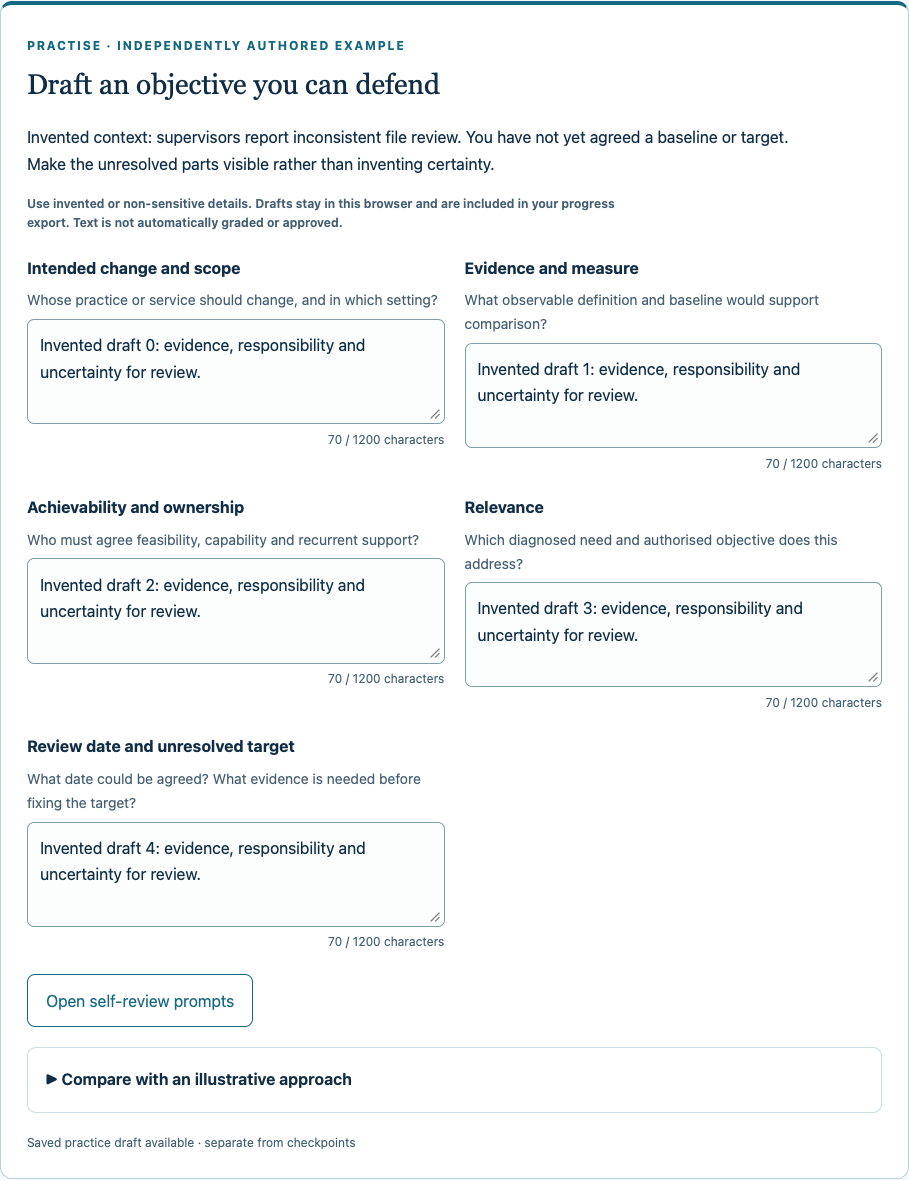 PRACTISE · INDEPENDENTLY AUTHORED EXAMPLE
Draft an objective you can defend
Invented context: supervisors report inconsistent file review. You have not yet agreed a baseline or target.
Make the unresolved parts visible rather than inventing certainty.
Use invented or non-sensitive details. Drafts stay in this browser and are included in your progress
export. Text is not automatically graded or approved.
Intended change and scope
Whose practice or service should change, and in which setting?
Invented draft 0: evidence, responsibility and
uncertainty for review.
70 / 1200 characters
Evidence and measure
What observable definition and baseline would support
comparison?
Invented draft 1: evidence, responsibility and
uncertainty for review.
70 / 1200 characters
Achievability and ownership
Who must agree feasibility, capability and recurrent support?
Invented draft 2: evidence, responsibility and
uncertainty for review.
70 / 1200 characters
Relevance
Which diagnosed need and authorised objective does this
address?
Invented draft 3: evidence, responsibility and
uncertainty for review.
70 / 1200 characters
Review date and unresolved target
What date could be agreed? What evidence is needed before
fixing the target?
Invented draft 4: evidence, responsibility and
uncertainty for review.
70 / 1200 characters
Open self-review prompts
Compare with an illustrative approach
Saved practice draft available · separate from checkpoints